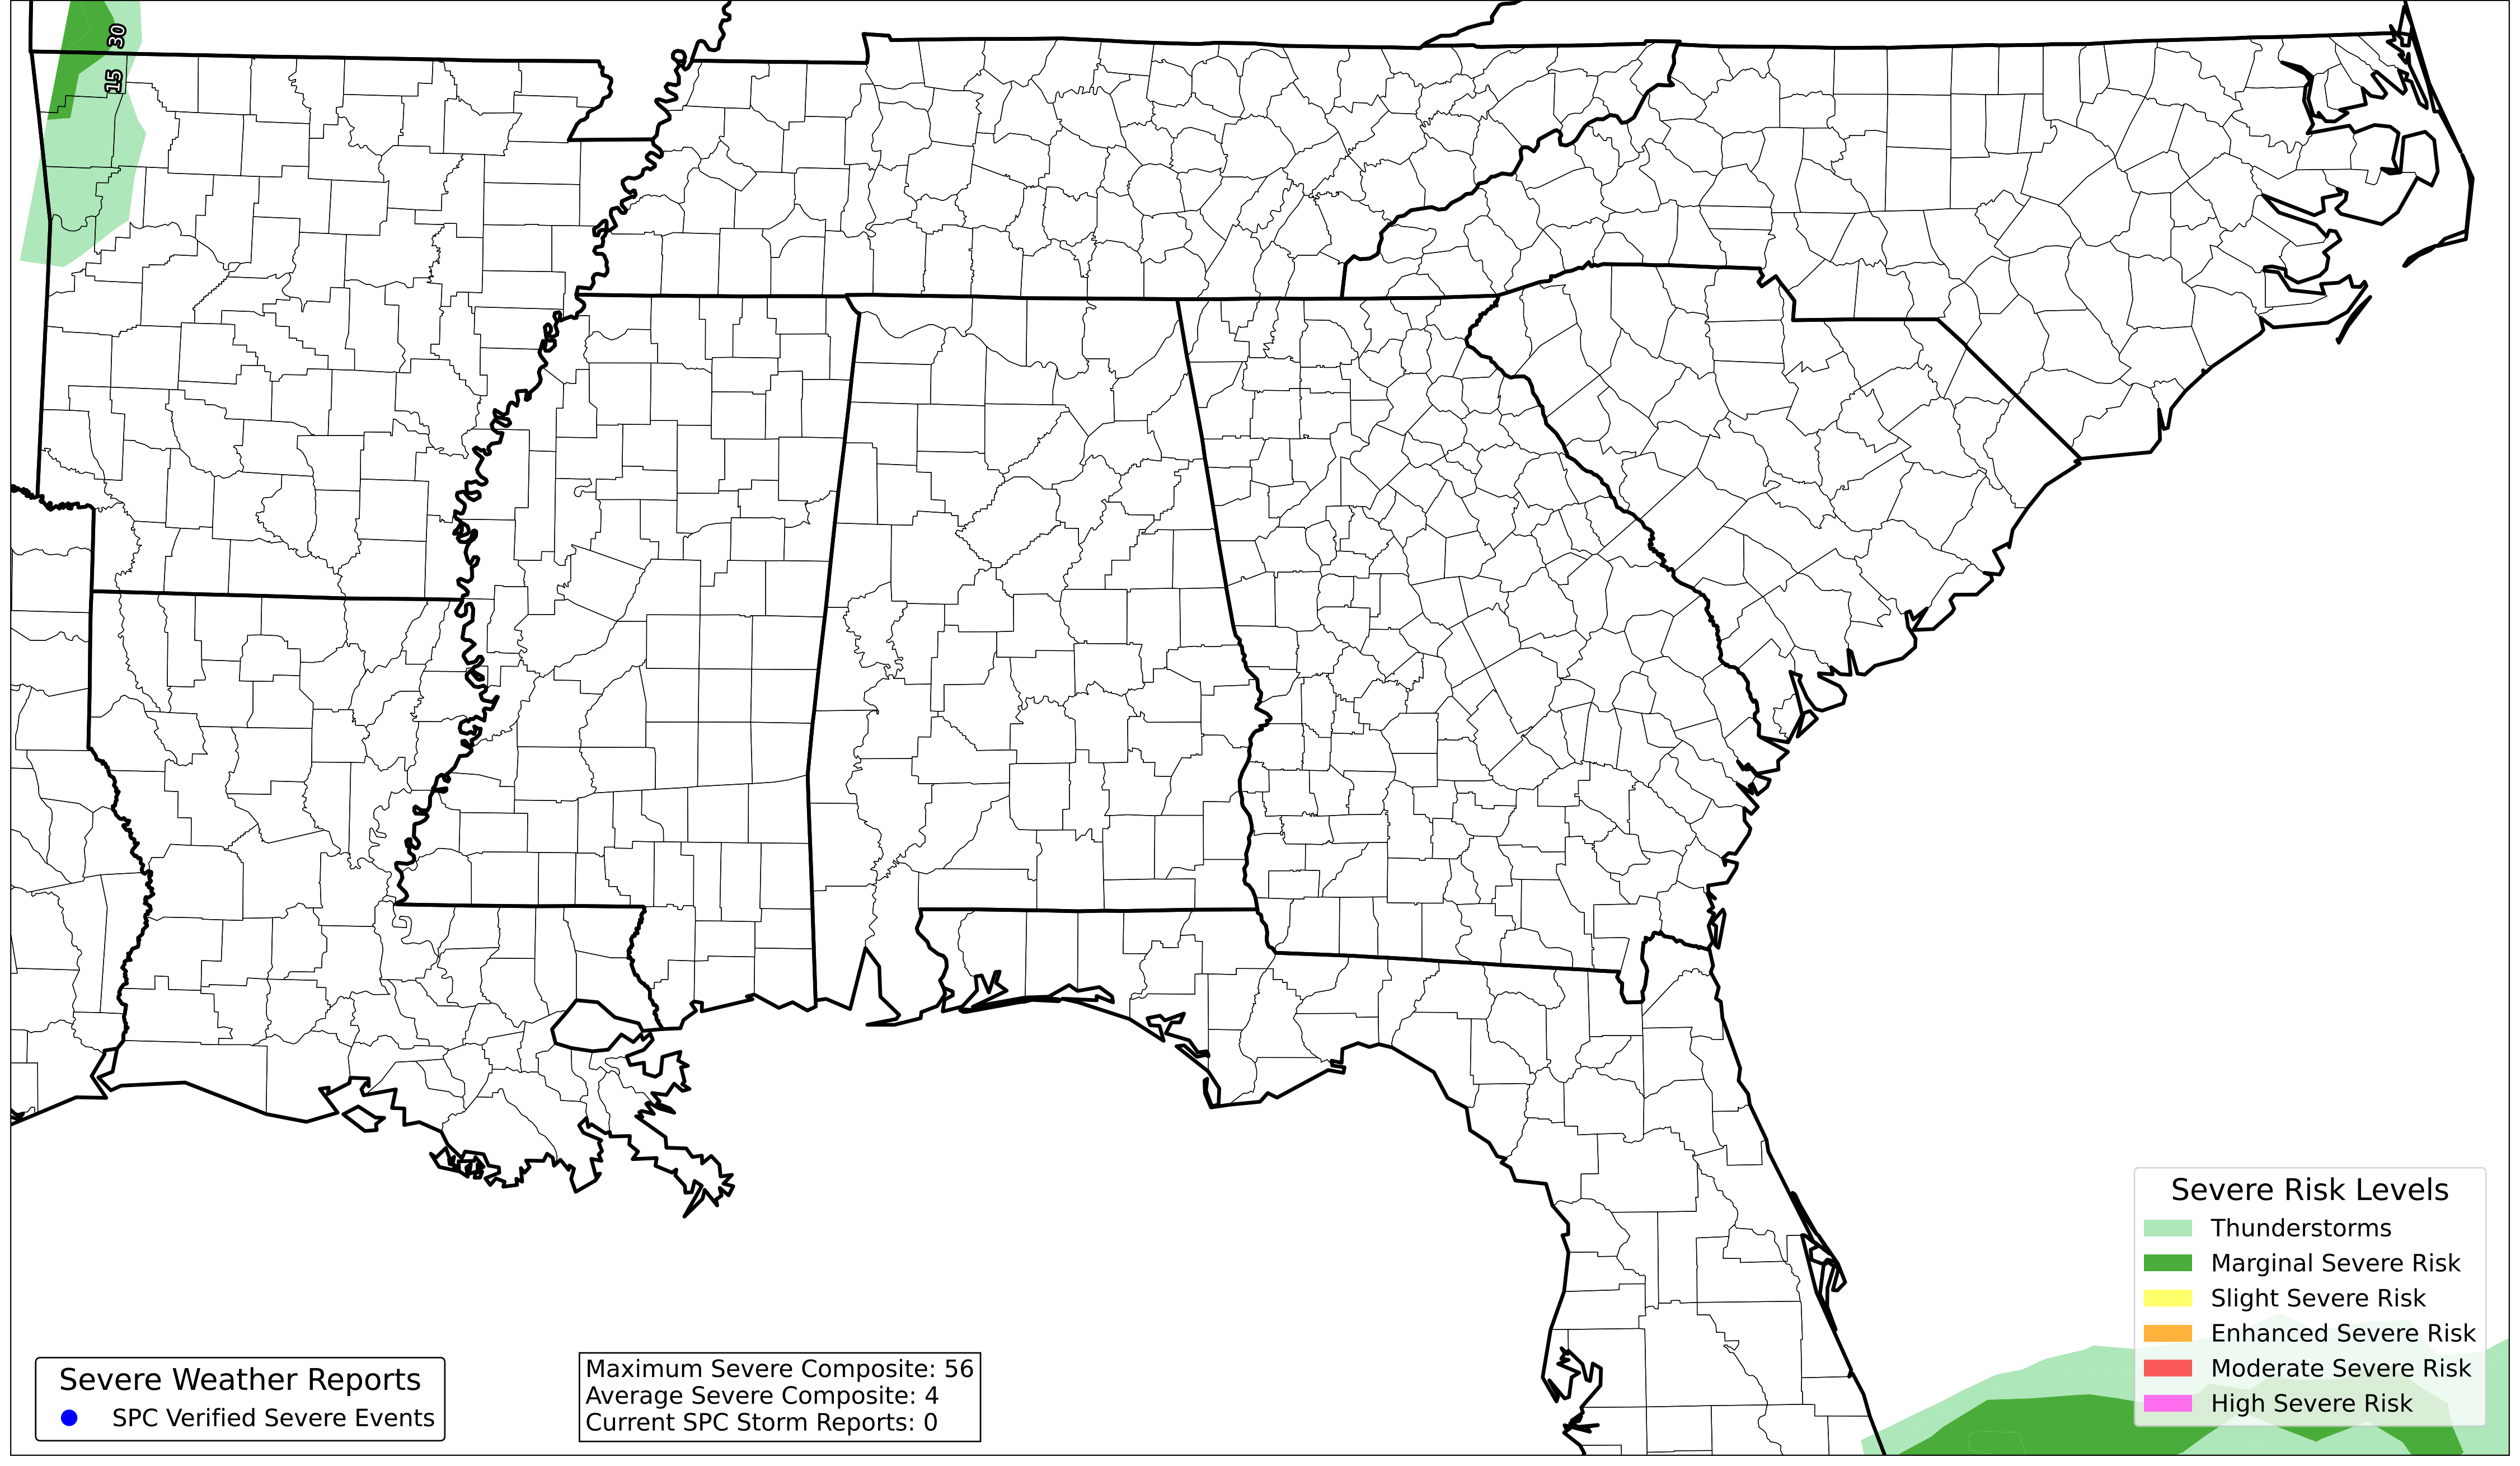 30
15
Severe Risk Levels
Thunderstorms
Marginal Severe Risk
Slight Severe Risk
Enhanced Severe Risk
Moderate Severe Risk
High Severe Risk
Severe Weather Reports
SPC Verified Severe Events
Maximum Severe Composite: 56
Average Severe Composite: 4
Current SPC Storm Reports: 0